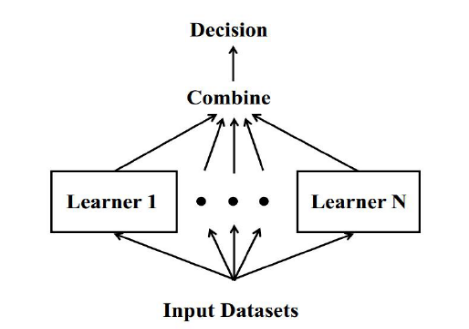 Decision
Combine
Learner 1 • • • Learner N
Input Datasets